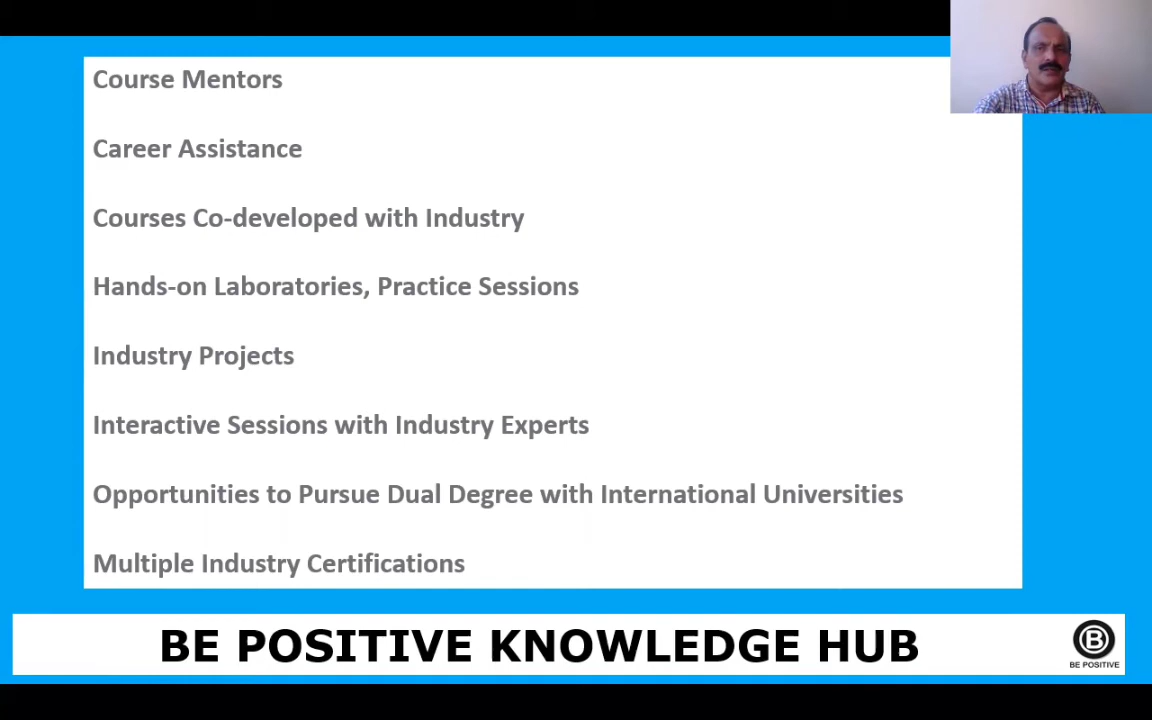 Course Mentors
Career Assistance
Courses Co-developed with Industry
Hands-on Laboratories, Practice Sessions
Industry Projects
Interactive Sessions with Industry Experts
Opportunities to Pursue Dual Degree with International Universities
Multiple Industry Certifications
BE POSITIVE KNOWLEDGE HUB
B
BE POSITIVE